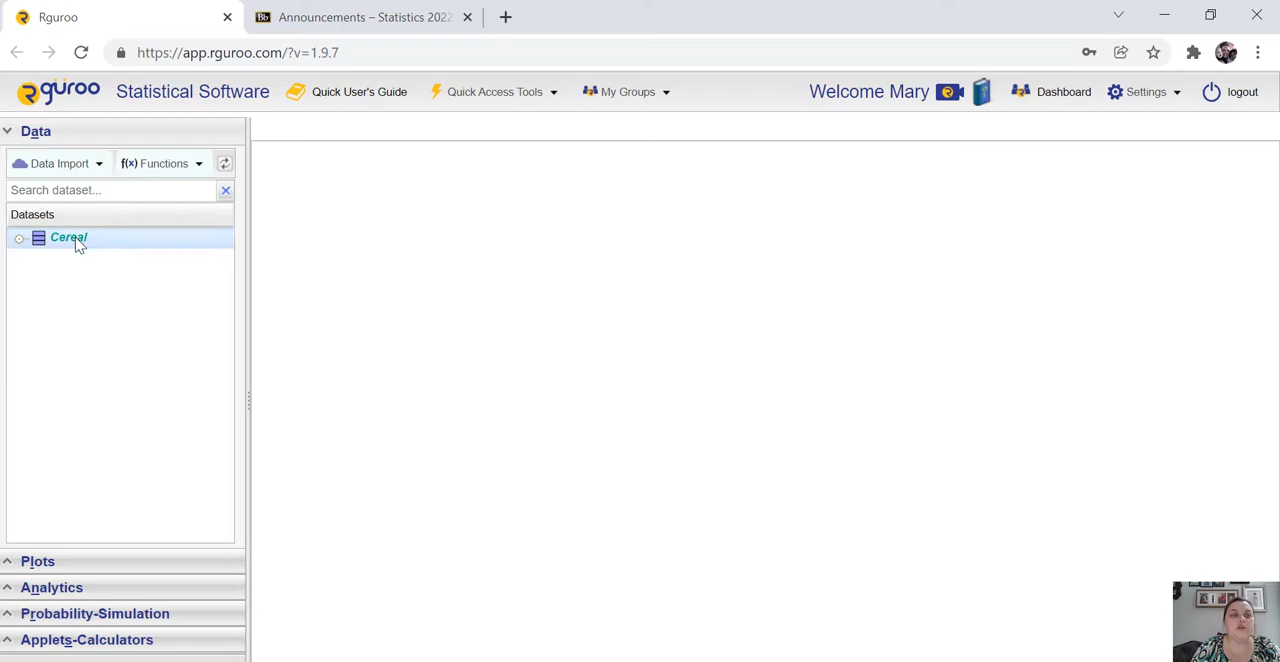 Rguroo
Announcements – Statistics 2022
https://app.rguroo.com/?v=1.9.7
rguroo Statistical Software Quick User's Guide Quick Access Tools My Groups Welcome Mary Dashboard Settings logout
Data
Data Import f(x) Functions
Search dataset...
Datasets
Cereal
Plots
Analytics
Probability-Simulation
Applets-Calculators